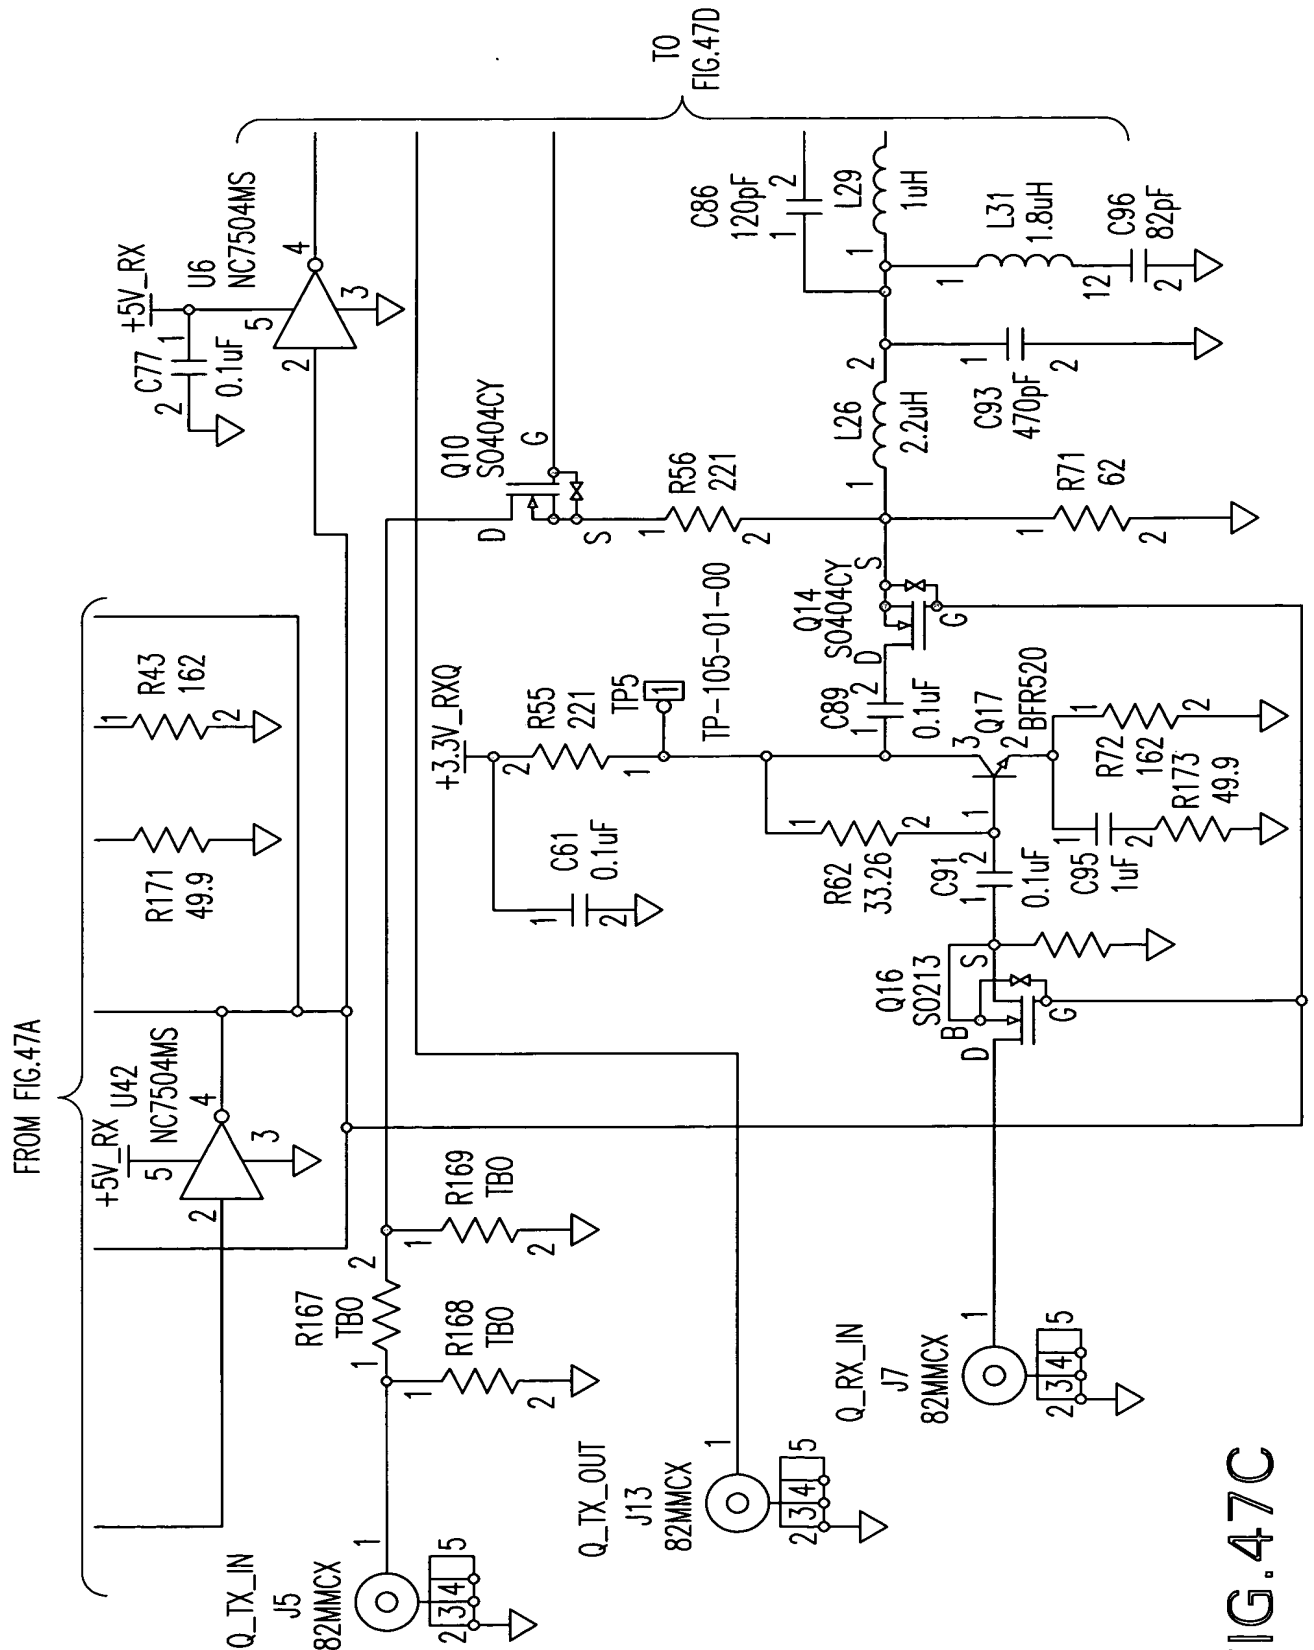 FROM FIG.47A
+5V_RX
U42
NC7504MS
5
4
2
3
R171
49.9
R43
162
1
2
+5V_RX
U6
NC7504MS
C77
0.1uF
1
2
5
4
2
3
TO
FIG.47D
Q_TX_IN
J5
82MMCX
1
2
3
4
5
R167
TBO
1
2
R168
TBO
1
2
R169
TBO
1
2
Q10
SO404CY
D
G
S
R56
221
1
2
+3.3V_RXQ
R55
221
2
1
C61
0.1uF
1
2
TP5
1
TP-105-01-00
Q_TX_OUT
J13
82MMCX
1
2
3
4
5
R62
33.26
1
2
C89
0.1uF
1
2
Q14
SO404CY
D
S
G
L26
2.2uH
1
2
C86
120pF
1
2
L29
1uH
1
Q_RX_IN
J7
82MMCX
1
2
3
4
5
Q16
SO213
B
D
S
G
C91
0.1uF
1
2
Q17
BFR520
3
1
2
C95
1uF
1
2
R72
162
1
2
R173
49.9
R71
62
1
2
C93
470pF
1
2
L31
1.8uH
1
12
C96
82pF
2
IG.47C